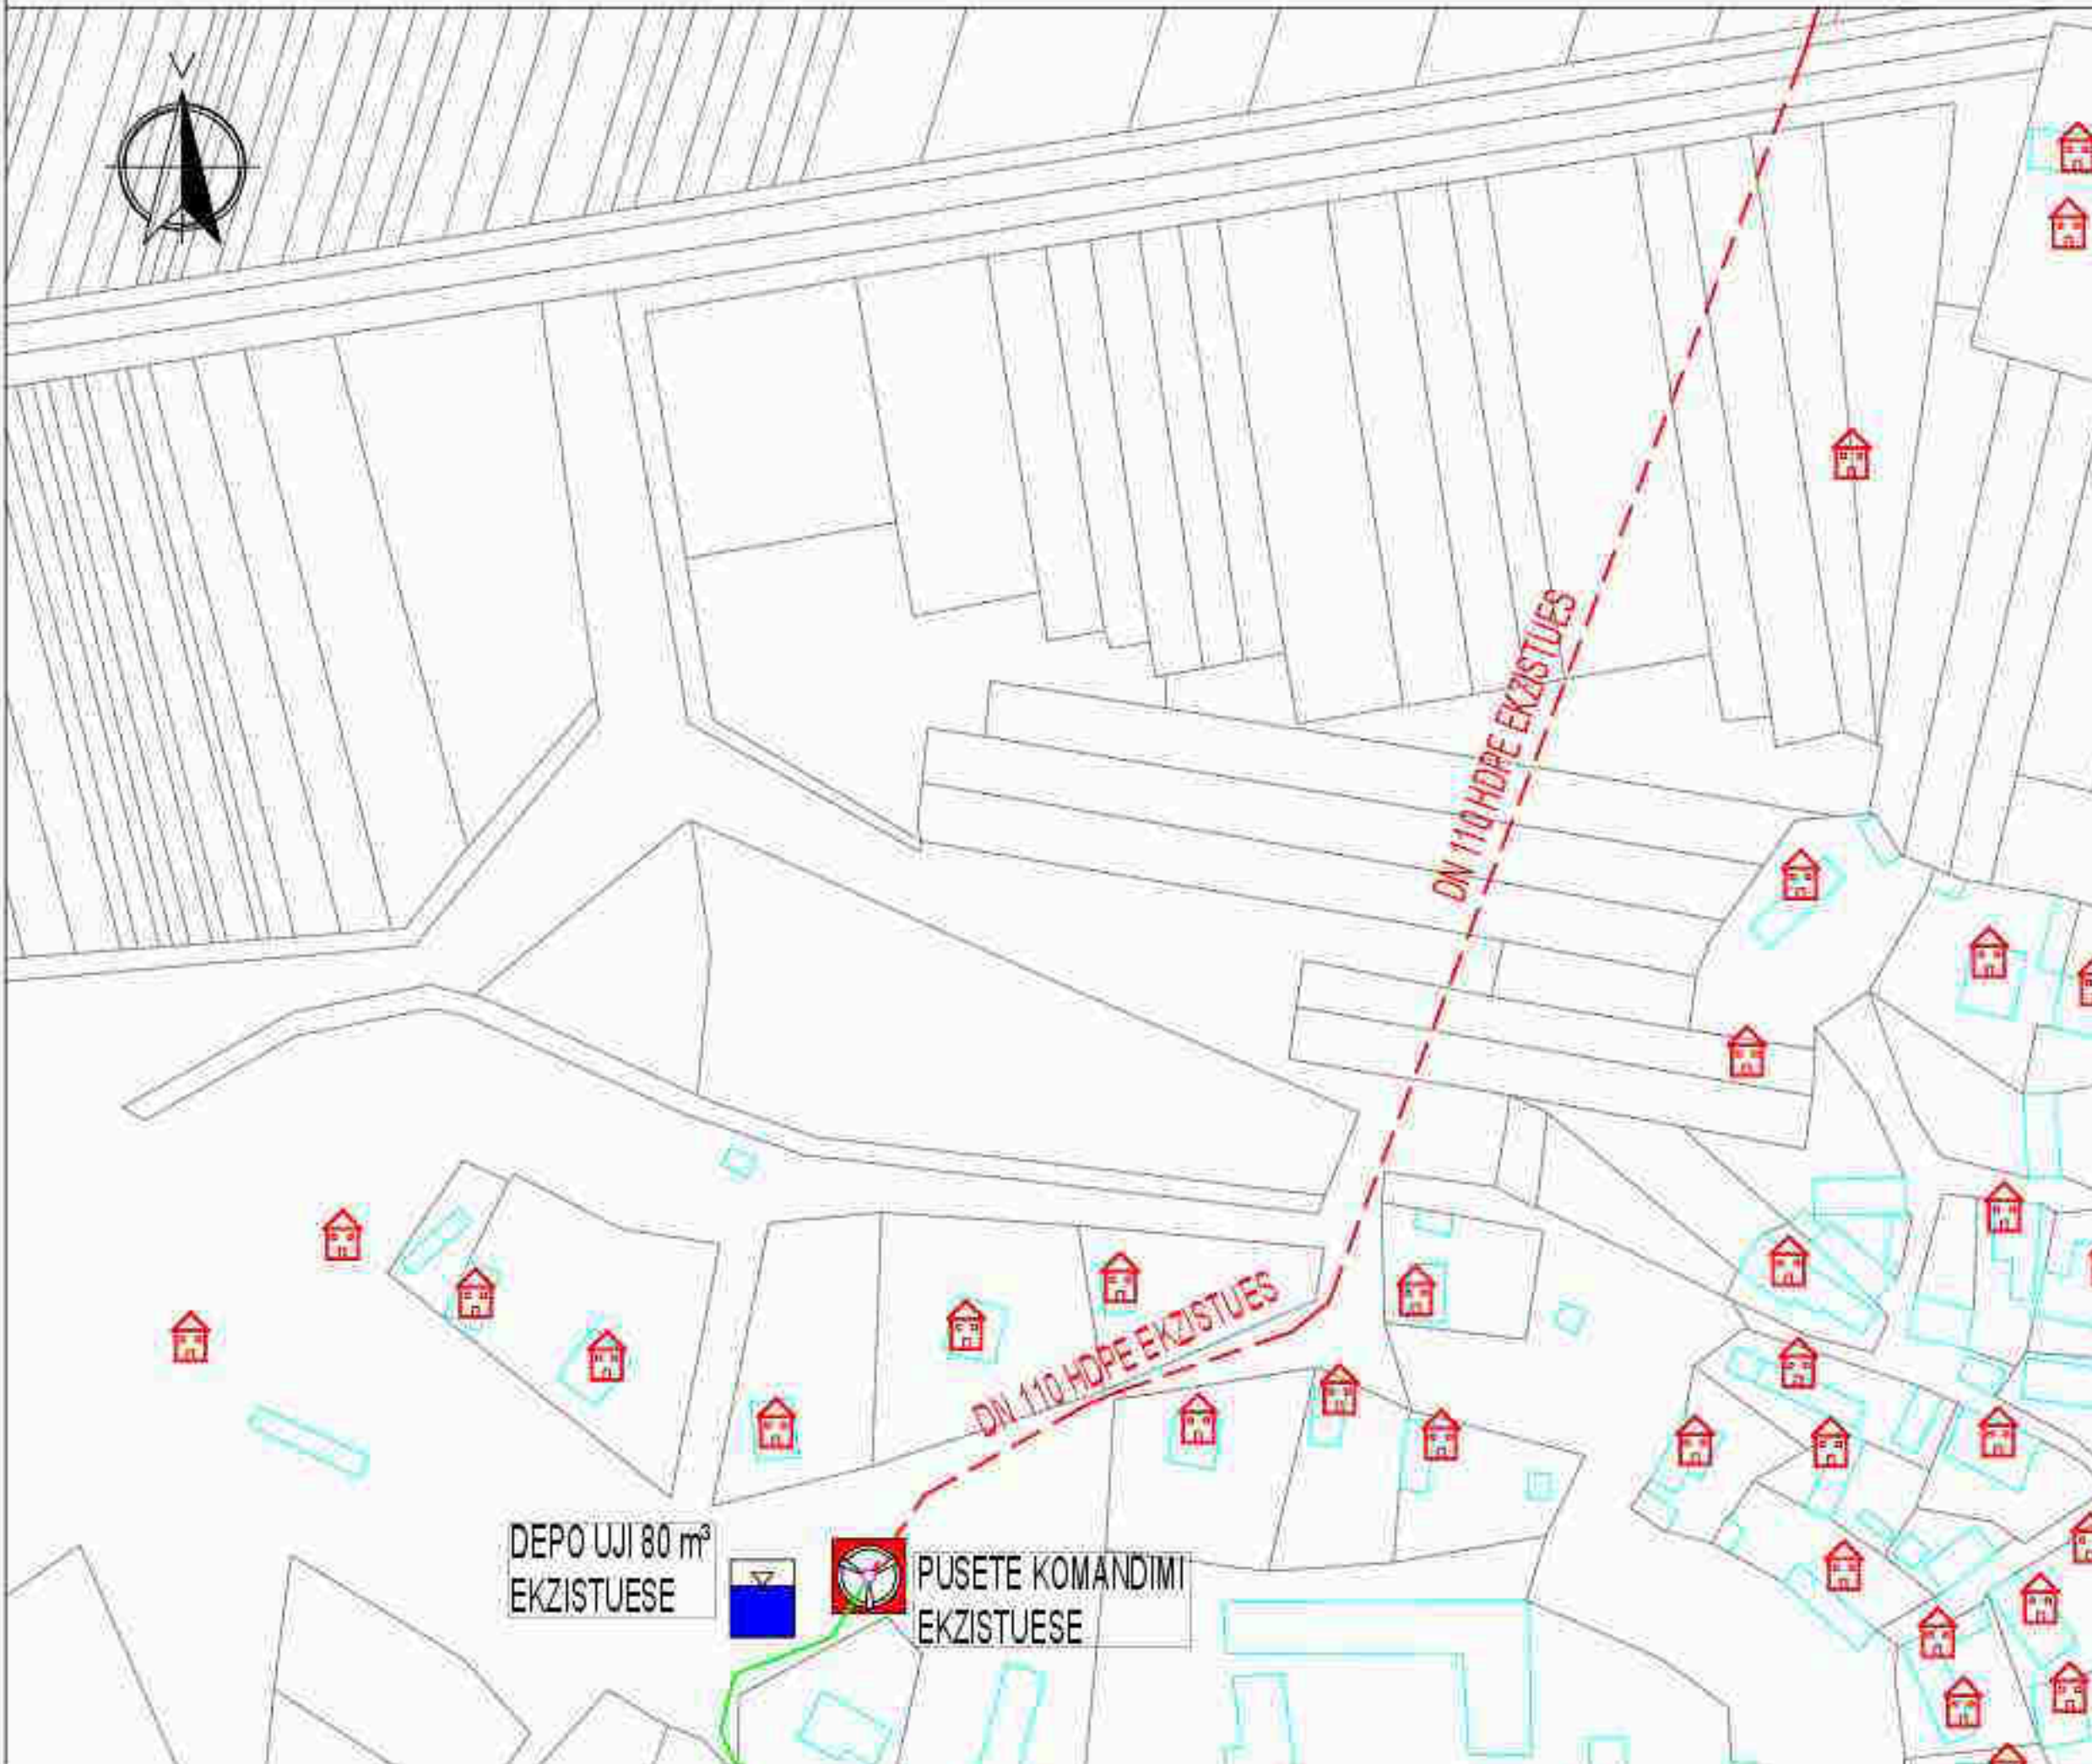 V
DN 110 HDPE EKZISTUES
DN 110 HDPE EKZISTUES
DEPO UJI 80 m³
EKZISTUESE
PUSETE KOMANDIMI
EKZISTUESE